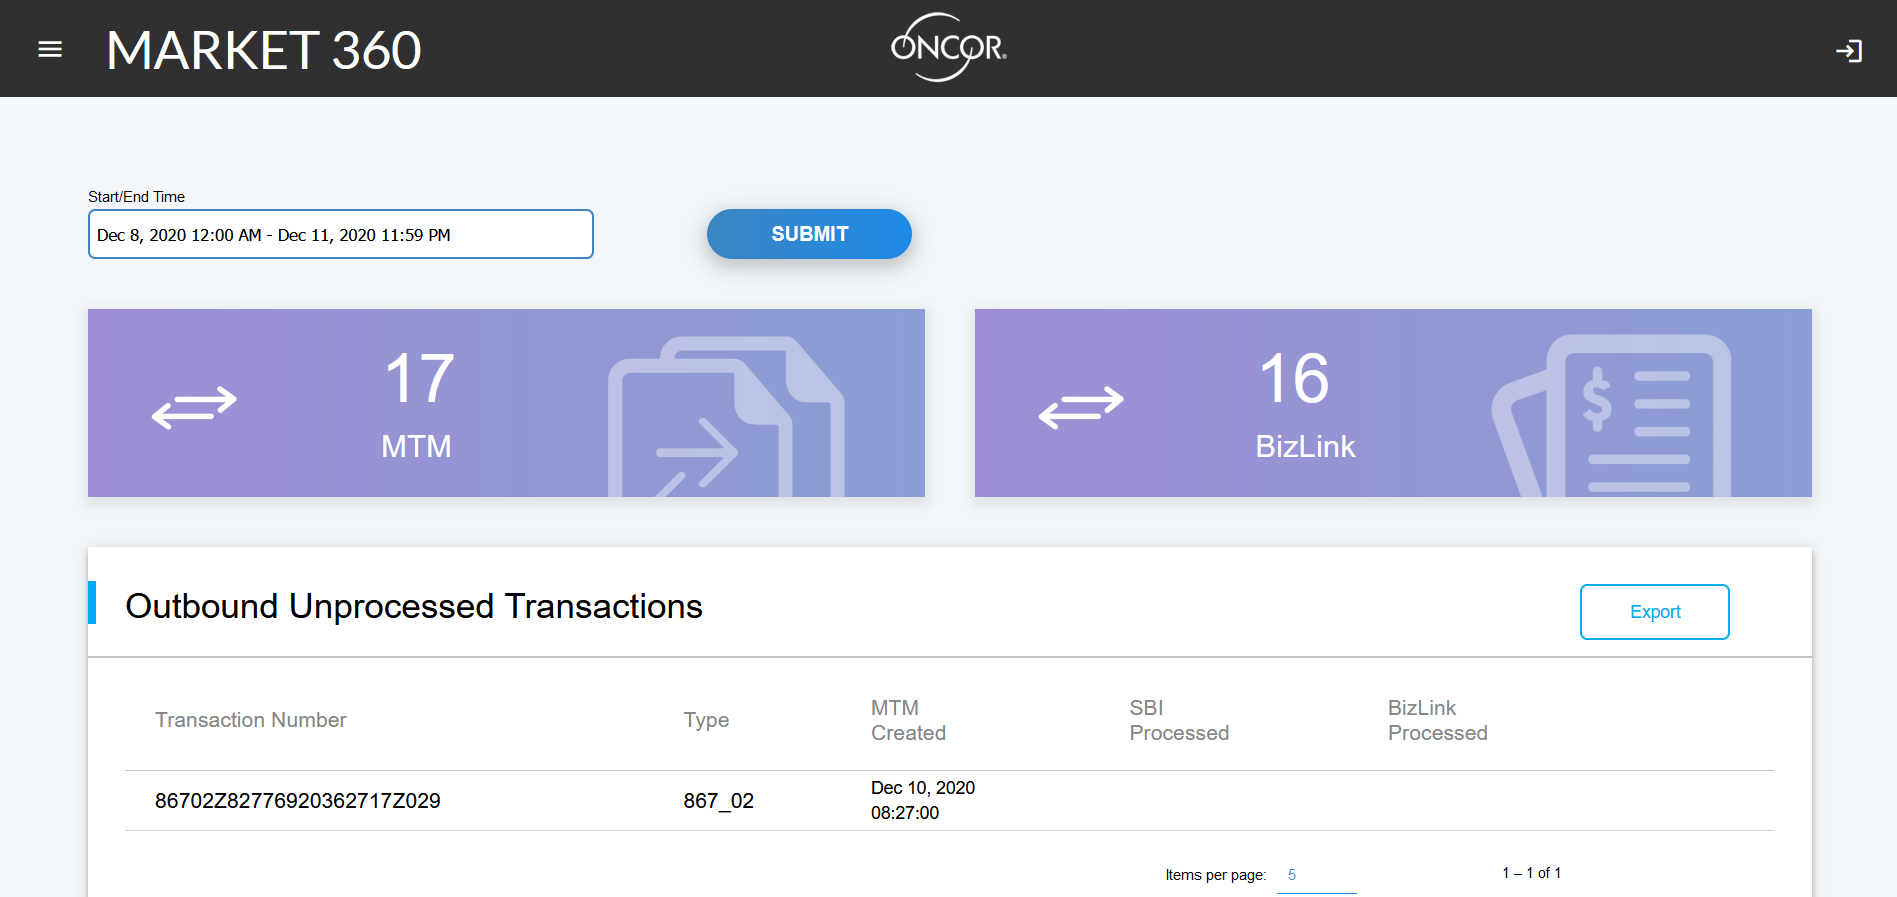 MARKET 360
ONCOR®
Start/End Time
Dec 8, 2020 12:00 AM - Dec 11, 2020 11:59 PM
SUBMIT
17
MTM
16
BizLink
Outbound Unprocessed Transactions
Export
Transaction Number
Type
MTM
Created
SBI
Processed
BizLink
Processed
86702Z82776920362717Z029
867_02
Dec 10, 2020
08:27:00
Items per page: 5
1 – 1 of 1